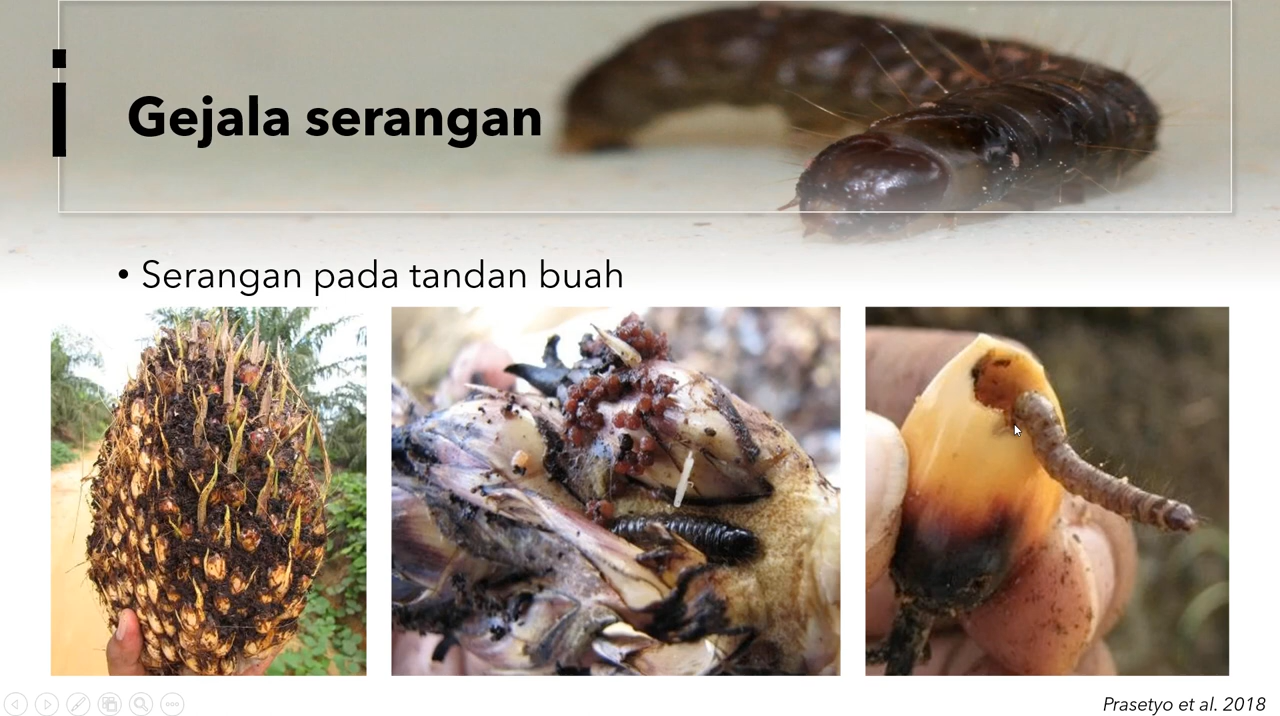 Gejala serangan
• Serangan pada tandan buah
Prasetyo et al. 2018